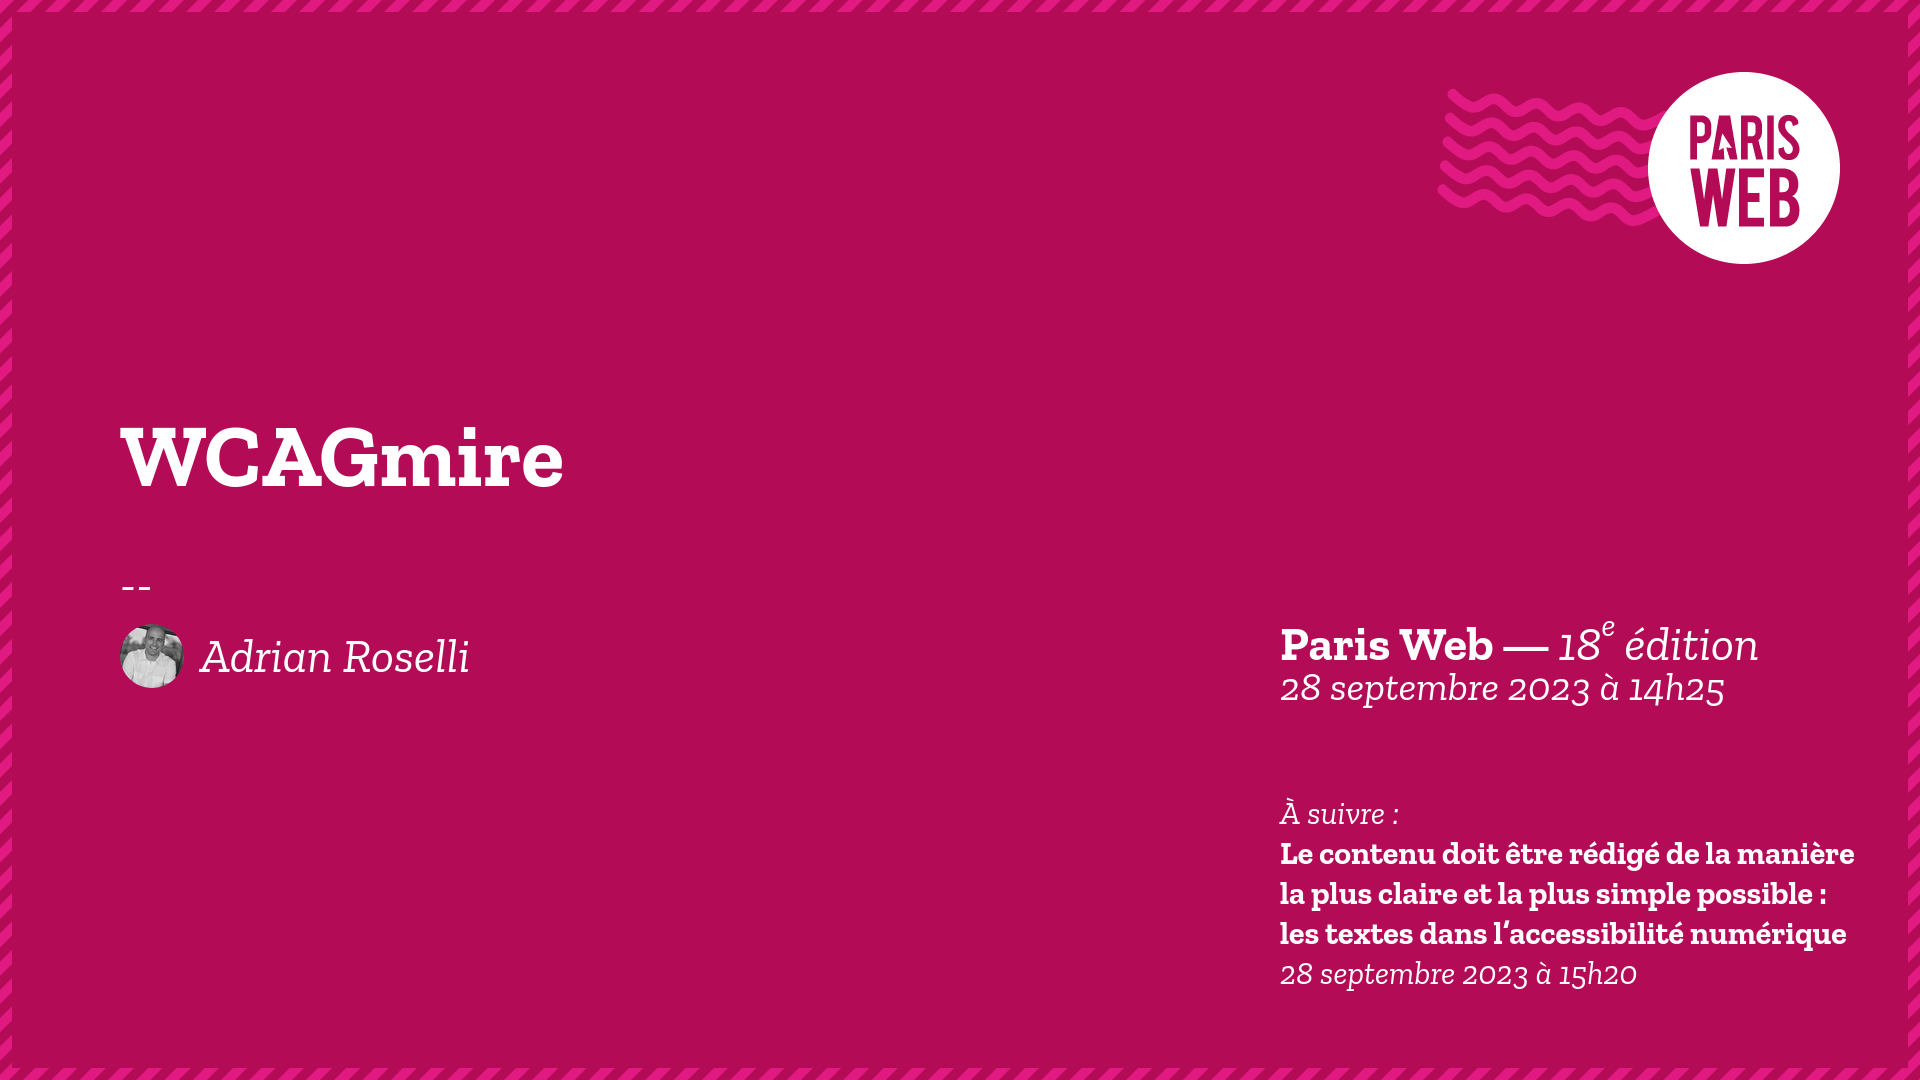 PARIS
WEB
WCAGmire
--
Adrian Roselli
Paris Web — 18e édition
28 septembre 2023 à 14h25
À suivre :
Le contenu doit être rédigé de la manière
la plus claire et la plus simple possible :
les textes dans l’accessibilité numérique
28 septembre 2023 à 15h20